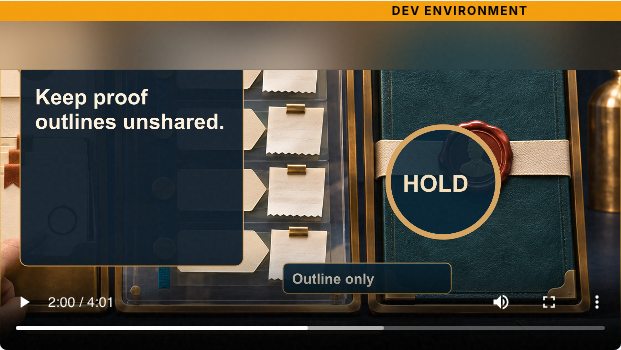 DEV ENVIRONMENT
Keep proof
outlines unshared.
HOLD
Outline only
2:00 / 4:01